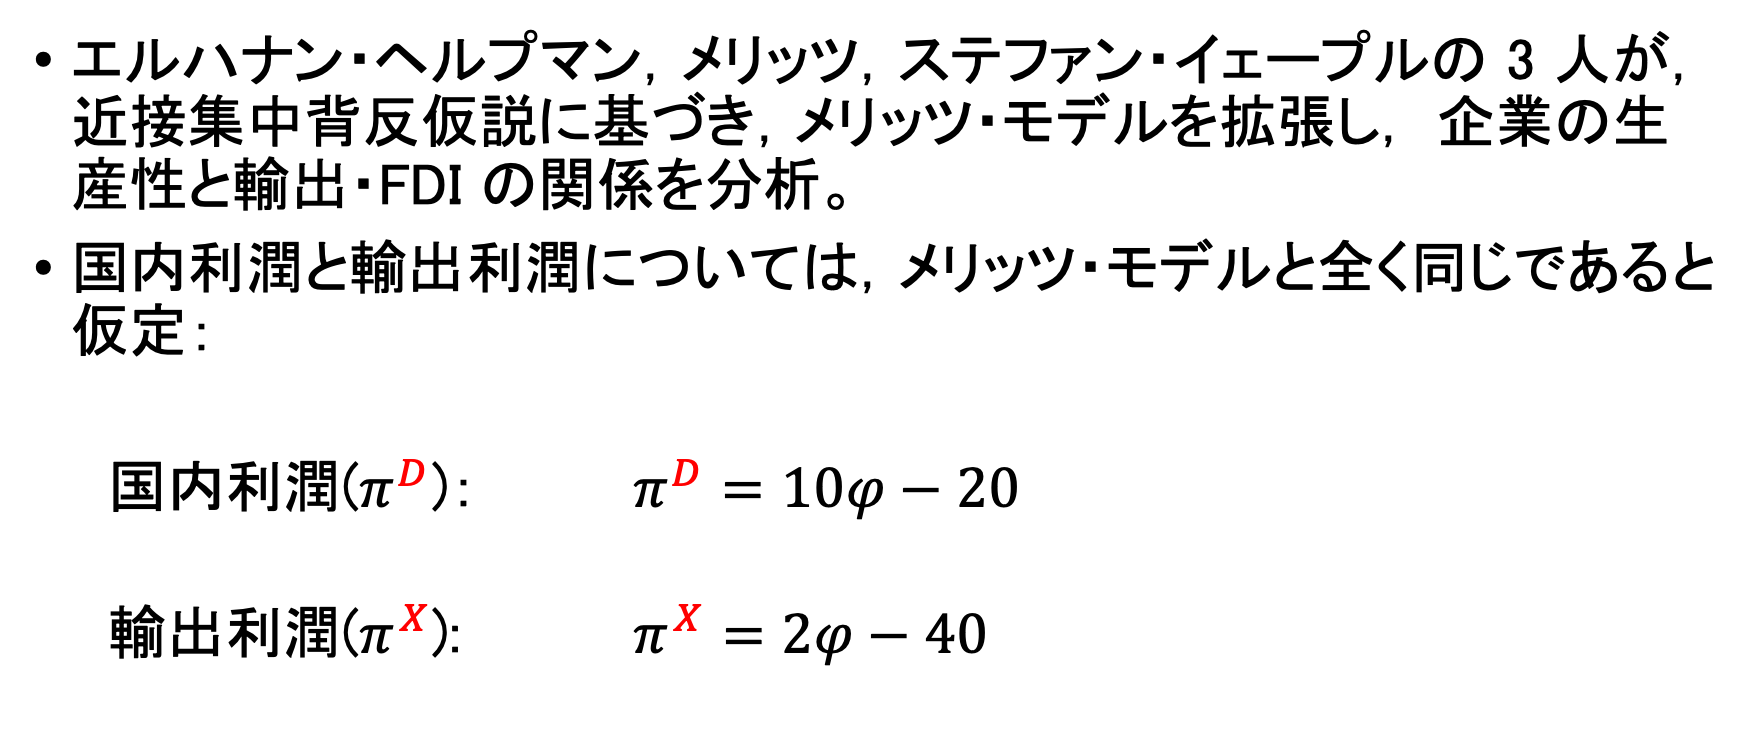 • エルハナン・ヘルプマン, メリッツ, ステファン・イェープルの 3 人が,
近接集中背反仮説に基づき, メリッツ・モデルを拡張し, 企業の生
産性と輸出・FDI の関係を分析。
• 国内利潤と輸出利潤については, メリッツ・モデルと全く同じであると
仮定:
国内利潤(π^D): π^D = 10φ − 20
輸出利潤(π^X): π^X = 2φ − 40